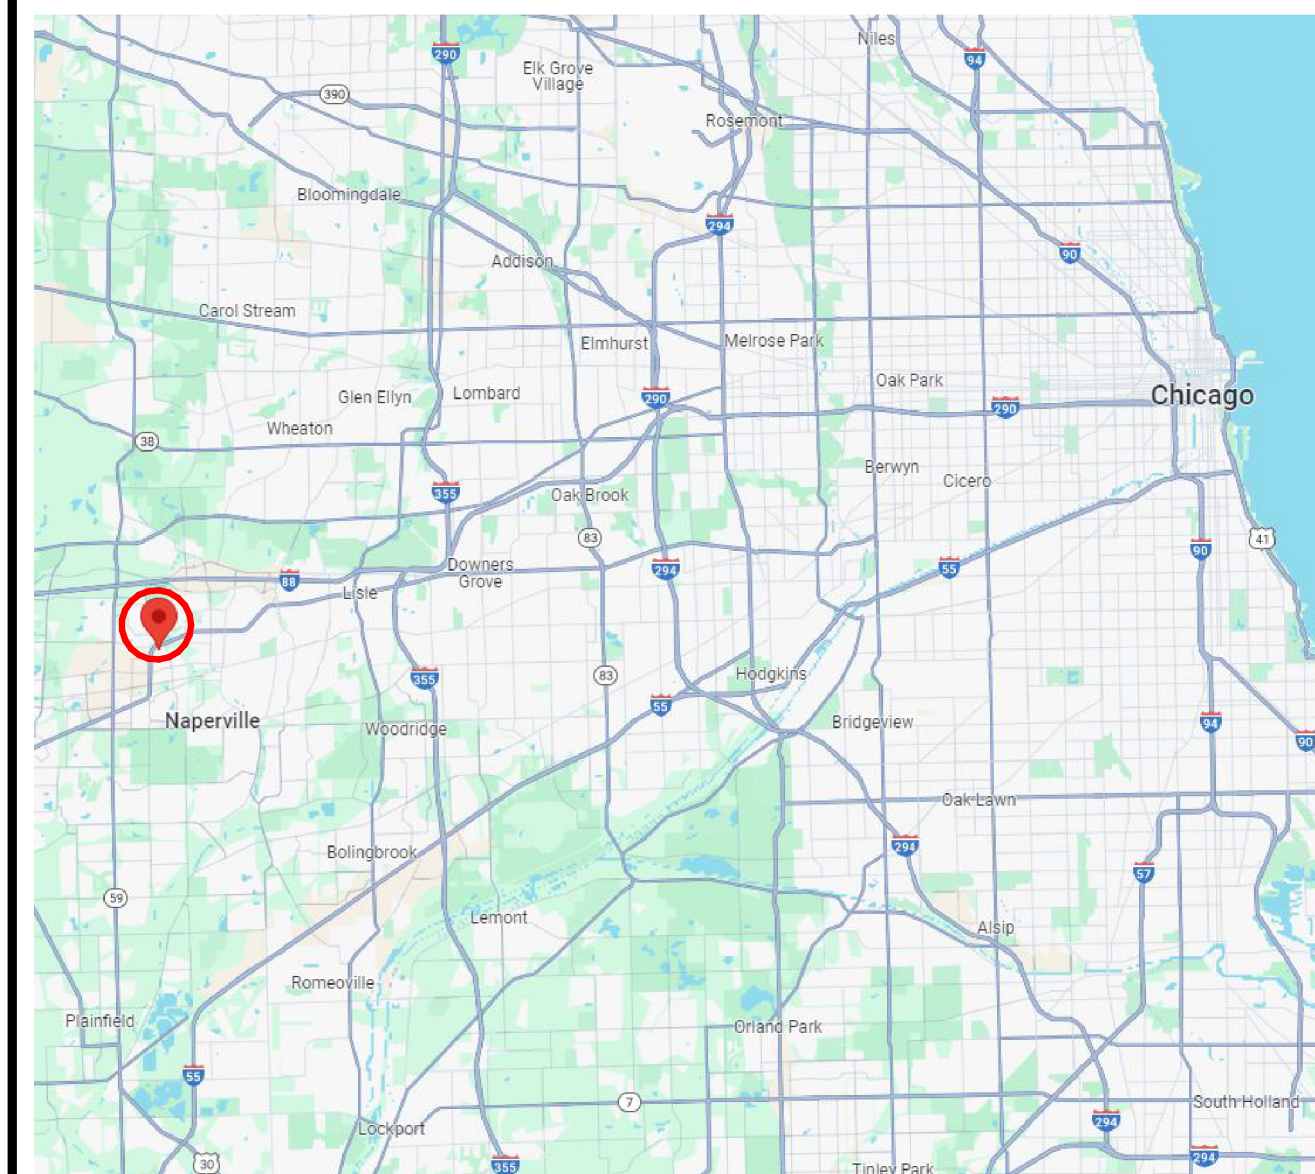 Niles
290
94
Elk Grove
Village
390
Rosemont
Bloomingdale
294
90
Addison
Carol Stream
Elmhurst
Melrose Park
Oak Park
Glen Ellyn
Lombard
290
290
Chicago
Wheaton
38
Berwyn
Cicero
355
Oak Brook
83
41
90
Downers
Grove
294
55
88
Lisle
83
Hodgkins
355
55
Naperville
Woodridge
Bridgeview
94
90
Oak Lawn
294
Bolingbrook
57
59
Lemont
Alsip
Romeoville
Plainfield
Orland Park
55
7
South Holland
294
Lockport
30
355
294
Tinley Park